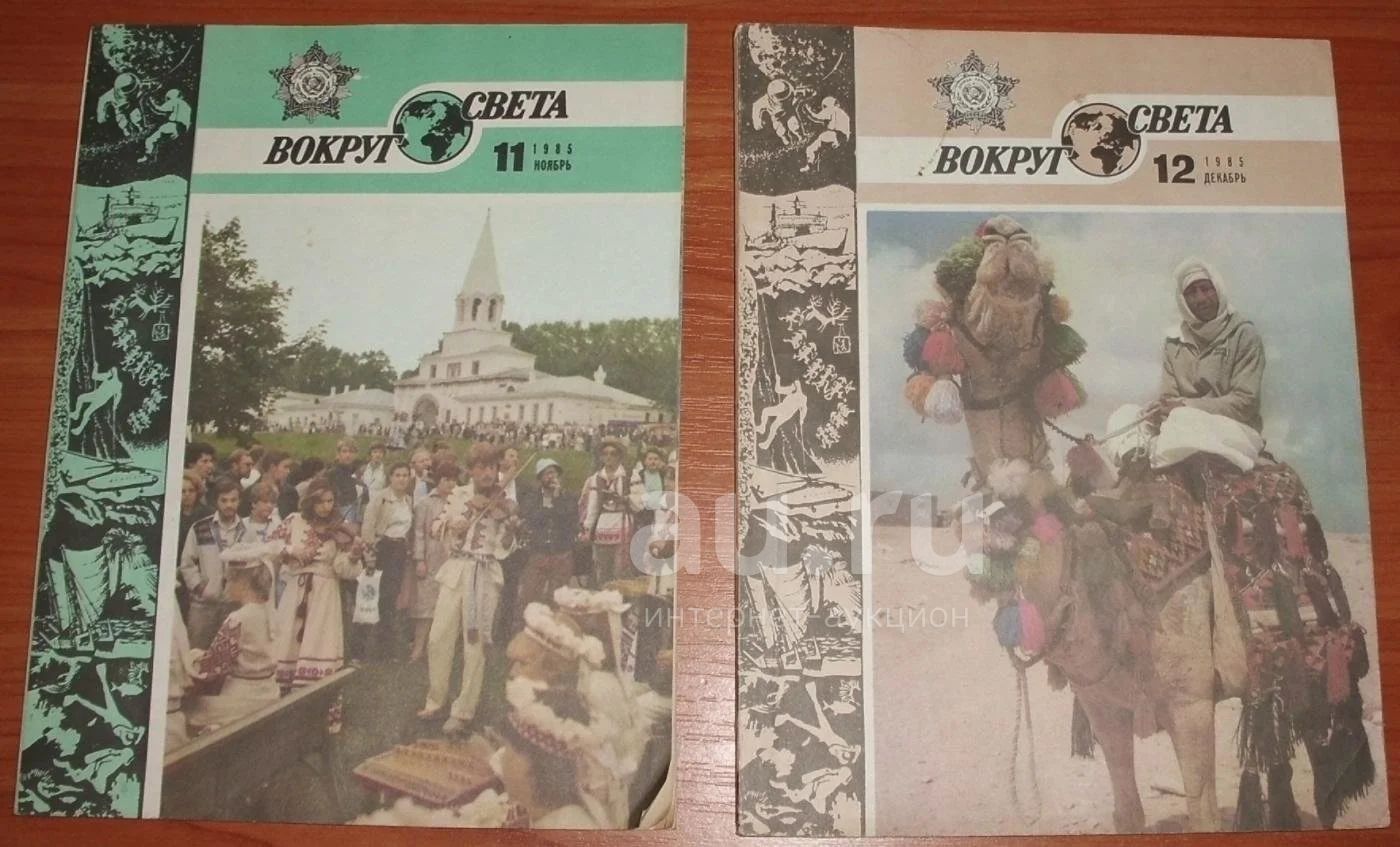 ВОКРУГ СВЕТА
11 1985
НОЯБРЬ
ВОКРУГ СВЕТА
12 1985
ДЕКАБРЬ
au.ru
интернет-аукцион